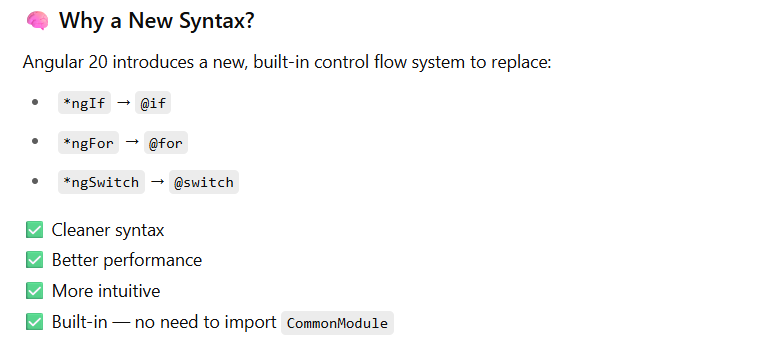 🧠 Why a New Syntax?
Angular 20 introduces a new, built-in control flow system to replace:
• *ngIf → @if
• *ngFor → @for
• *ngSwitch → @switch
✅ Cleaner syntax
✅ Better performance
✅ More intuitive
✅ Built-in — no need to import CommonModule